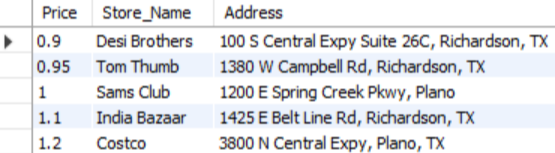 Price Store_Name Address
0.9 Desi Brothers 100 S Central Expy Suite 26C, Richardson, TX
0.95 Tom Thumb 1380 W Campbell Rd, Richardson, TX
1 Sams Club 1200 E Spring Creek Pkwy, Plano
1.1 India Bazaar 1425 E Belt Line Rd, Richardson, TX
1.2 Costco 3800 N Central Expy, Plano, TX